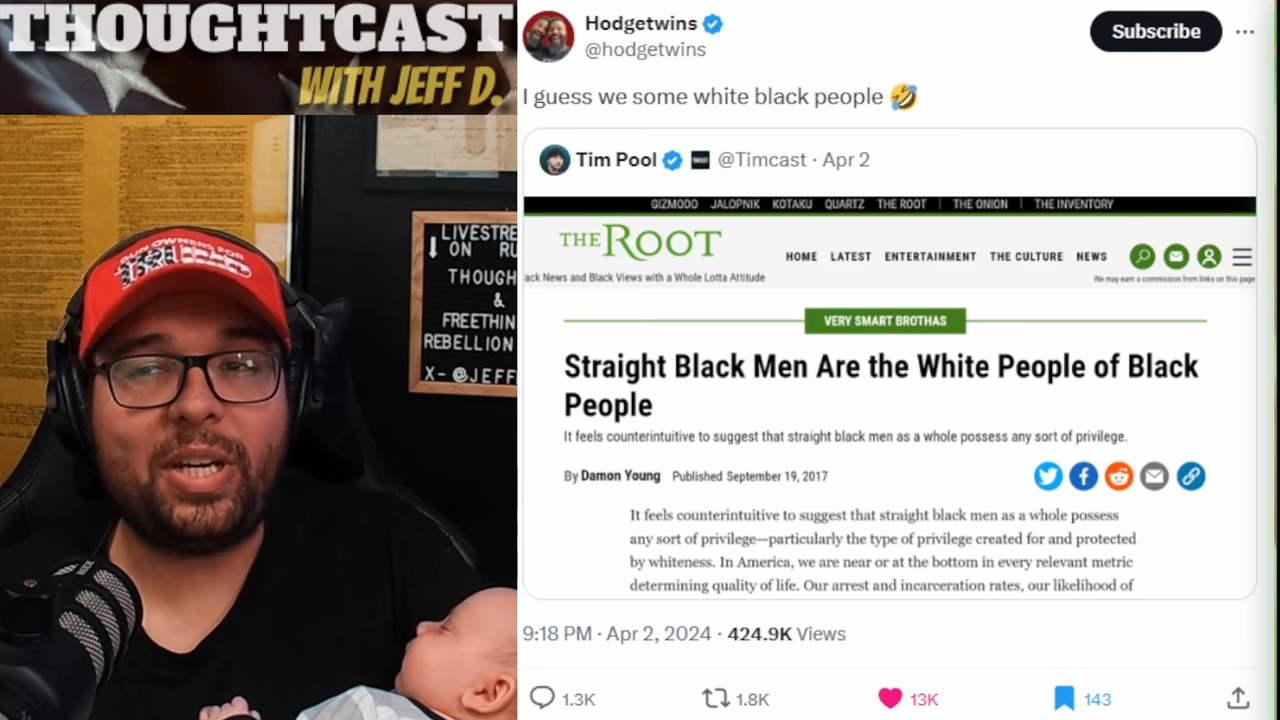 THOUGHTCAST
WITH JEFF D.
GUN OWNERS FOR
TRUMP
LIVESTRE
ON RU
THOUGH
&
FREETHIN
REBELLION
X- @JEFF
Hodgetwins
@hodgetwins
Subscribe
I guess we some white black people 🤣
Tim Pool @Timcast · Apr 2
GIZMODO JALOPNIK KOTAKU QUARTZ THE ROOT | THE ONION | THE INVENTORY
THE ROOT
HOME LATEST ENTERTAINMENT THE CULTURE NEWS
ack News and Black Views with a Whole Lotta Attitude
We may earn a commission from links on this page
VERY SMART BROTHAS
Straight Black Men Are the White People of Black
People
It feels counterintuitive to suggest that straight black men as a whole possess any sort of privilege.
By Damon Young Published September 19, 2017
It feels counterintuitive to suggest that straight black men as a whole possess
any sort of privilege—particularly the type of privilege created for and protected
by whiteness. In America, we are near or at the bottom in every relevant metric
determining quality of life. Our arrest and incarceration rates, our likelihood of
9:18 PM · Apr 2, 2024 · 424.9K Views
1.3K 1.8K 13K 143